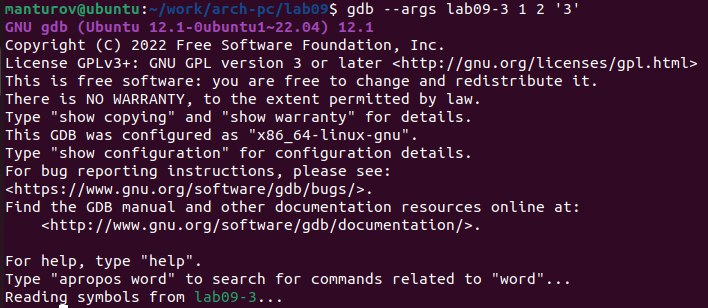 manturov@ubuntu:~/work/arch-pc/lab09$ gdb --args lab09-3 1 2 '3'
GNU gdb (Ubuntu 12.1-0ubuntu1~22.04) 12.1
Copyright (C) 2022 Free Software Foundation, Inc.
License GPLv3+: GNU GPL version 3 or later <http://gnu.org/licenses/gpl.html>
This is free software: you are free to change and redistribute it.
There is NO WARRANTY, to the extent permitted by law.
Type "show copying" and "show warranty" for details.
This GDB was configured as "x86_64-linux-gnu".
Type "show configuration" for configuration details.
For bug reporting instructions, please see:
<https://www.gnu.org/software/gdb/bugs/>.
Find the GDB manual and other documentation resources online at:
    <http://www.gnu.org/software/gdb/documentation/>.

For help, type "help".
Type "apropos word" to search for commands related to "word"...
Reading symbols from lab09-3...